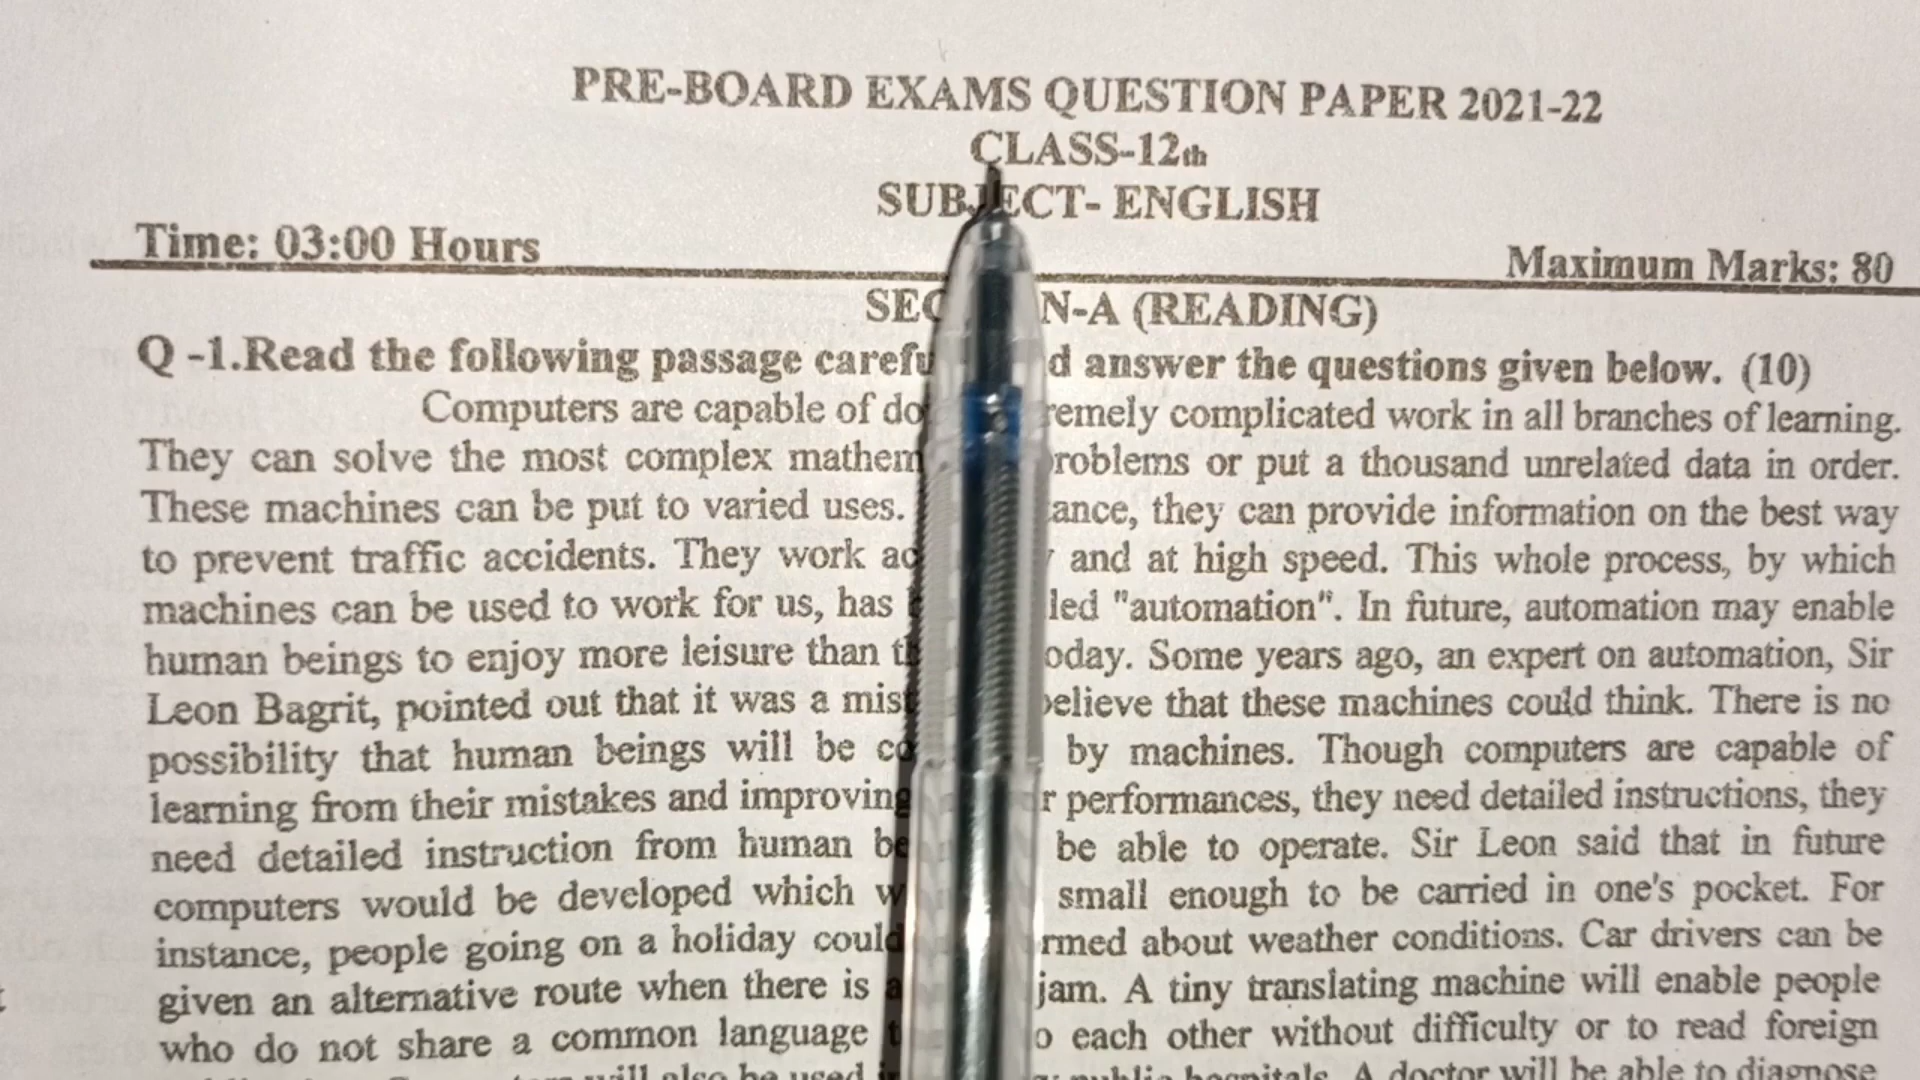 PRE-BOARD EXAMS QUESTION PAPER 2021-22
CLASS-12th
SUBJECT- ENGLISH
Time: 03:00 Hours
Maximum Marks: 80
N-A (READING)
Q -1.Read the following passage answer the questions given below. (10)
Computers are capable of complicated work in all branches of learning.
They can solve the most complex or put a thousand unrelated data in order.
These machines can be put to varied uses. they can provide information on the best way
to prevent traffic accidents. They work and at high speed. This whole process, by which
machines can be used to work for us, has "automation". In future, automation may enable
human beings to enjoy more leisure than Some years ago, an expert on automation, Sir
Leon Bagrit, pointed out that it was a believe that these machines could think. There is no
possibility that human beings will be by machines. Though computers are capable of
learning from their mistakes and improving performances, they need detailed instructions, they
need detailed instruction from human be able to operate. Sir Leon said that in future
computers would be developed which small enough to be carried in one's pocket. For
instance, people going on a holiday could about weather conditions. Car drivers can be
given an alternative route when there is jam. A tiny translating machine will enable people
who do not share a common language each other without difficulty or to read foreign
will also be used public hospitals. A doctor will be able to diagnose